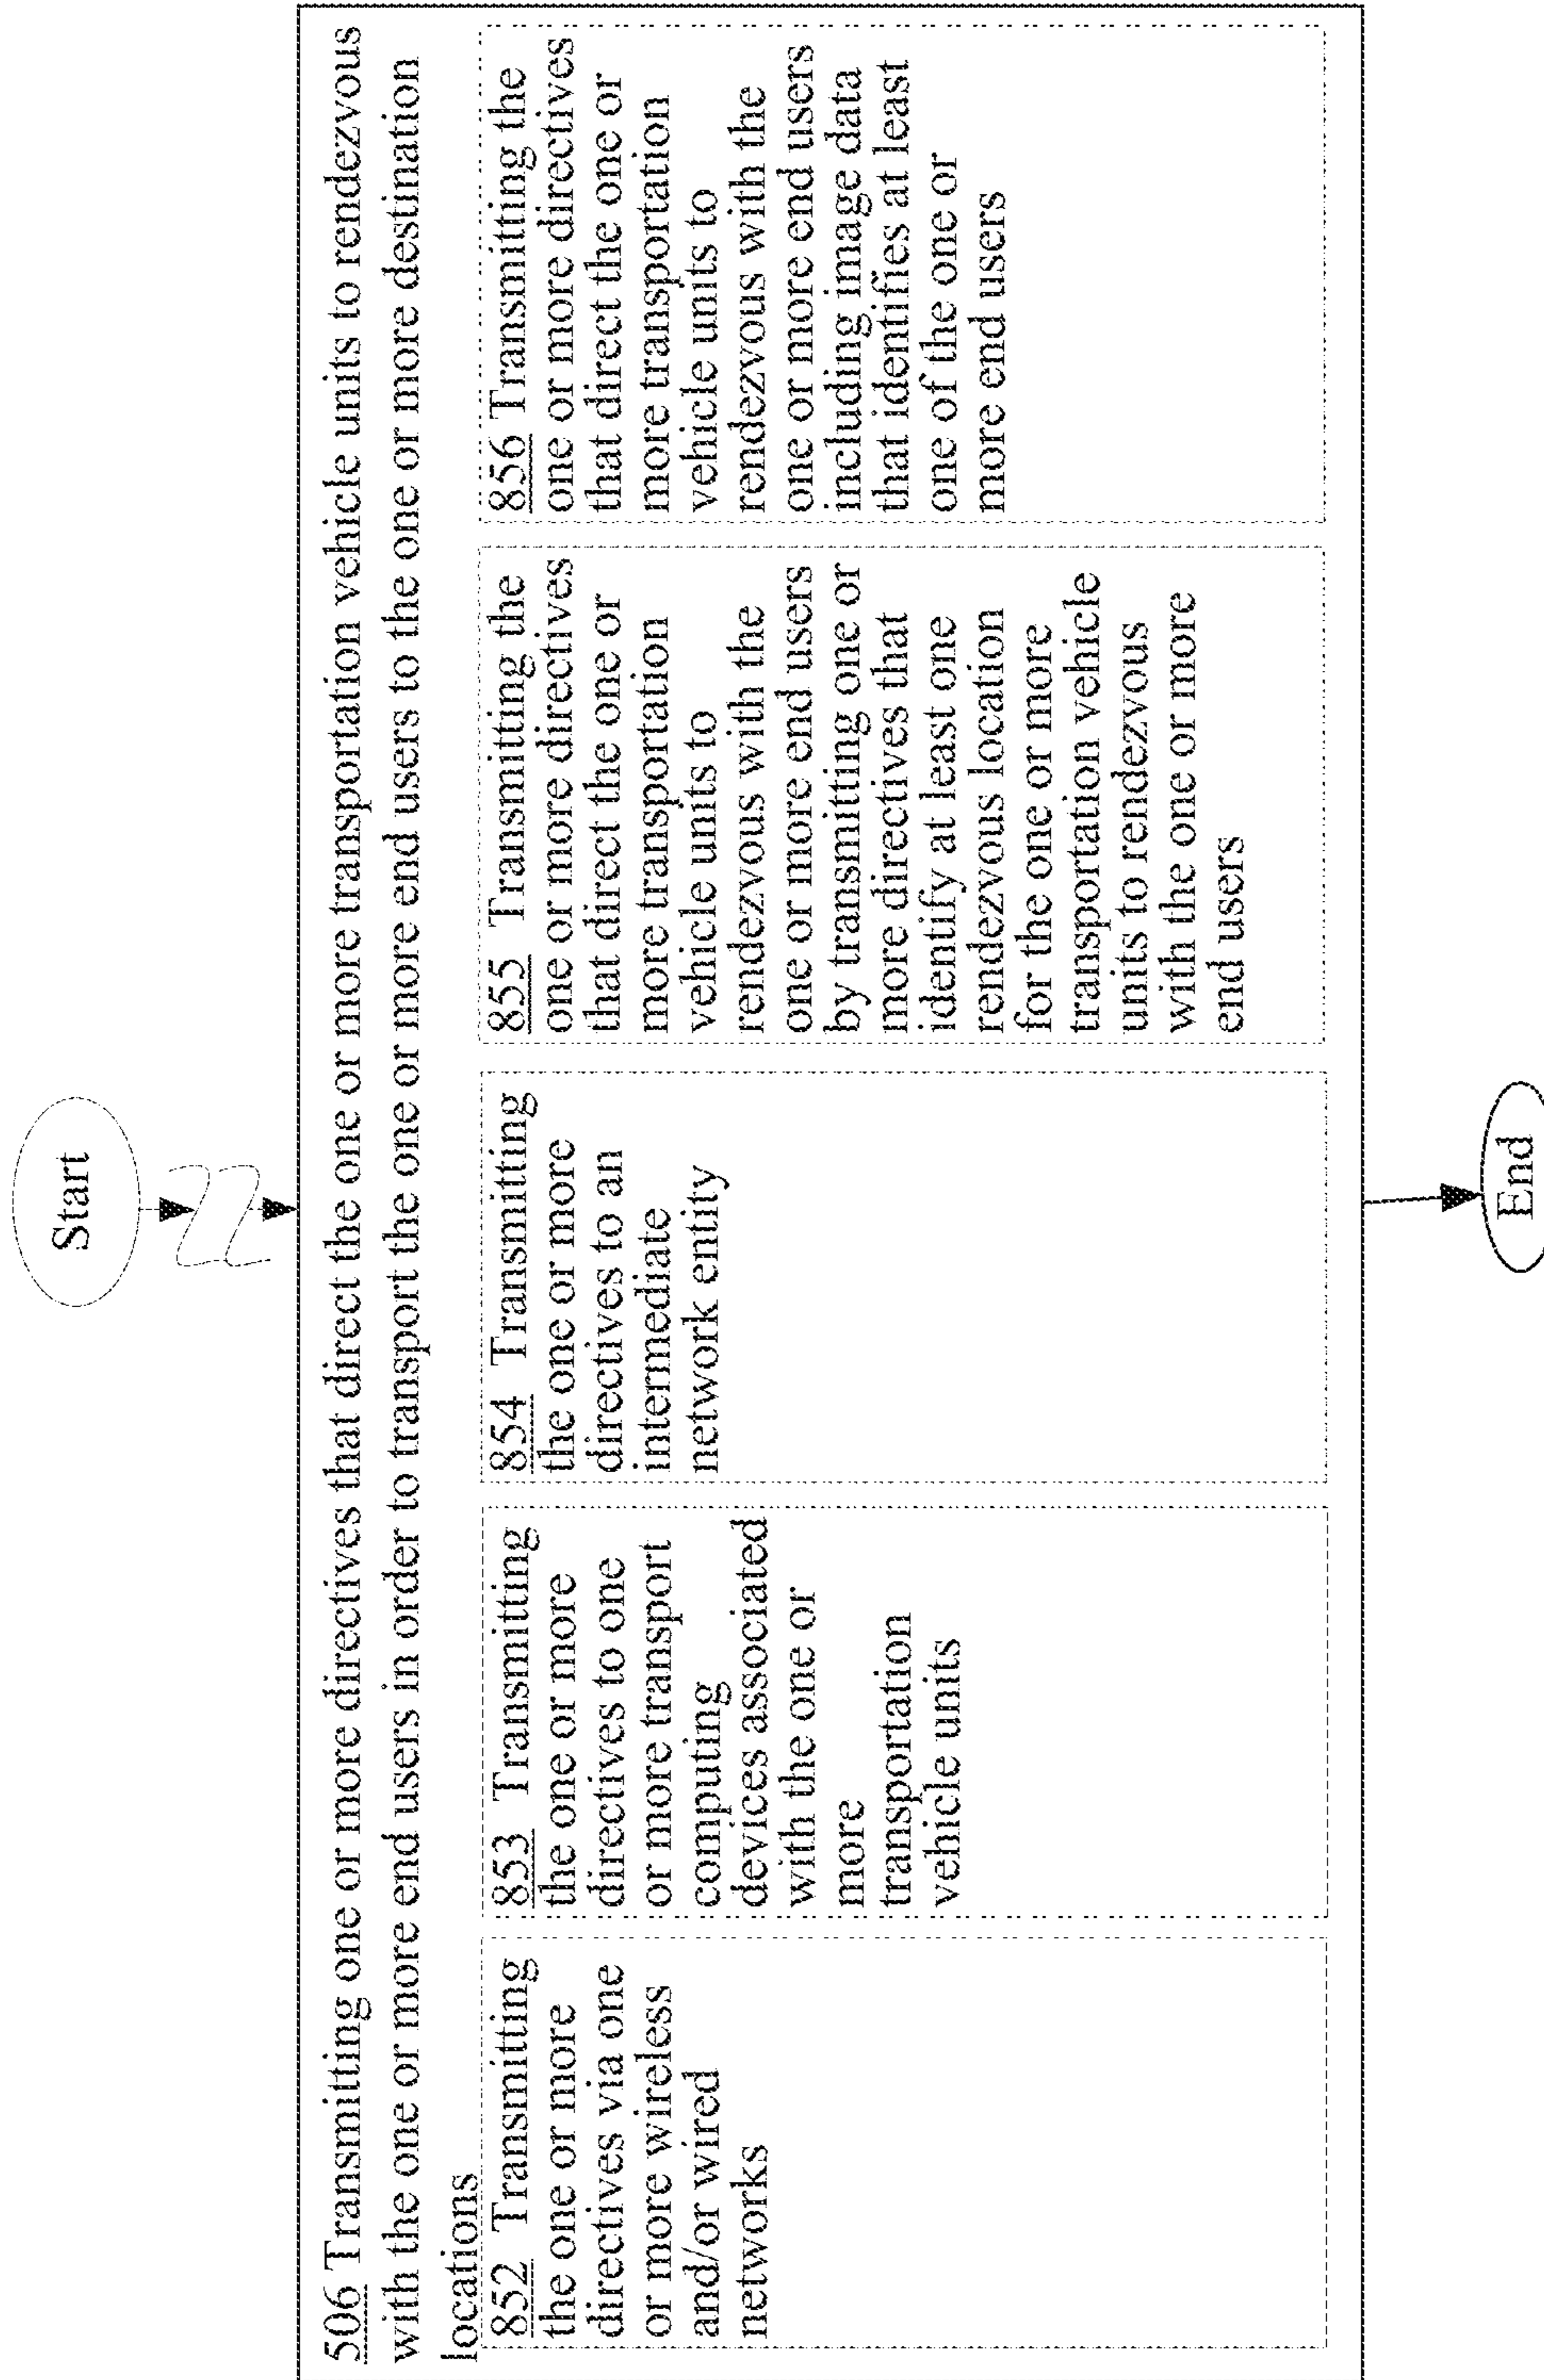 Start
506 Transmitting one or more directives that direct the one or more transportation vehicle units to rendezvous
with the one or more end users in order to transport the one or more end users to the one or more destination
locations
852 Transmitting
the one or more
directives via one
or more wireless
and/or wired
networks
853 Transmitting
the one or more
directives to one
or more transport
computing
devices associated
with the one or
more
transportation
vehicle units
854 Transmitting
the one or more
directives to an
intermediate
network entity
855 Transmitting the
one or more directives
that direct the one or
more transportation
vehicle units to
rendezvous with the
one or more end users
by transmitting one or
more directives that
identify at least one
rendezvous location
for the one or more
transportation vehicle
units to rendezvous
with the one or more
end users
856 Transmitting the
one or more directives
that direct the one or
more transportation
vehicle units to
rendezvous with the
one or more end users
including image data
that identifies at least
one of the one or
more end users
End